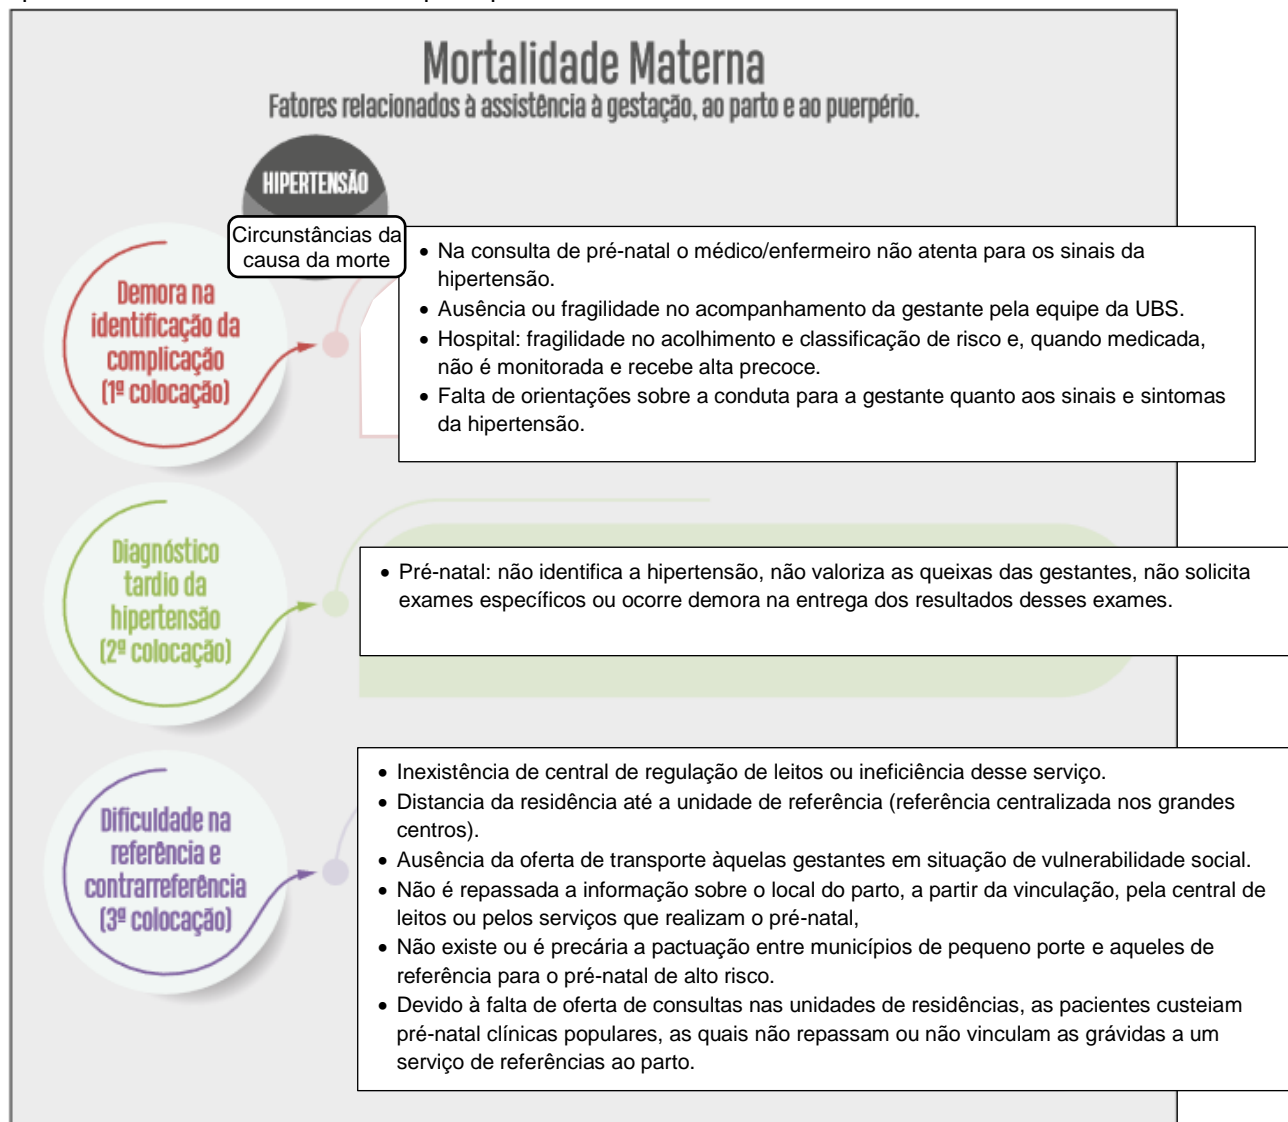 Mortalidade Materna
Fatores relacionados à assistência à gestação, ao parto e ao puerpério.
HIPERTENSÃO
Circunstâncias da
causa da morte
Demora na
identificação da
complicação
(1ª colocação)
• Na consulta de pré-natal o médico/enfermeiro não atenta para os sinais da
hipertensão.
• Ausência ou fragilidade no acompanhamento da gestante pela equipe da UBS.
• Hospital: fragilidade no acolhimento e classificação de risco e, quando medicada,
não é monitorada e recebe alta precoce.
• Falta de orientações sobre a conduta para a gestante quanto aos sinais e sintomas
da hipertensão.
Diagnóstico
tardio da
hipertensão
(2ª colocação)
• Pré-natal: não identifica a hipertensão, não valoriza as queixas das gestantes, não solicita
exames específicos ou ocorre demora na entrega dos resultados desses exames.
Dificuldade na
referência e
contrarreferência
(3ª colocação)
• Inexistência de central de regulação de leitos ou ineficiência desse serviço.
• Distancia da residência até a unidade de referência (referência centralizada nos grandes
centros).
• Ausência da oferta de transporte àquelas gestantes em situação de vulnerabilidade social.
• Não é repassada a informação sobre o local do parto, a partir da vinculação, pela central de
leitos ou pelos serviços que realizam o pré-natal,
• Não existe ou é precária a pactuação entre municípios de pequeno porte e aqueles de
referência para o pré-natal de alto risco.
• Devido à falta de oferta de consultas nas unidades de residências, as pacientes custeiam
pré-natal clínicas populares, as quais não repassam ou não vinculam as grávidas a um
serviço de referências ao parto.